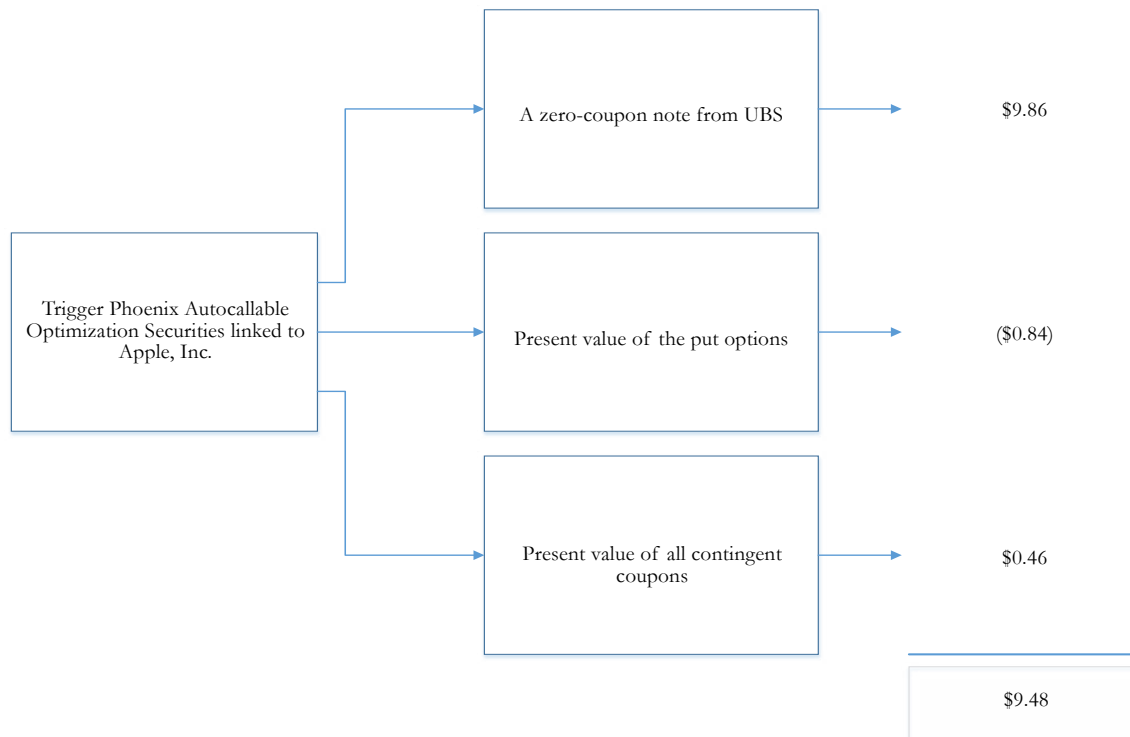 A zero-coupon note from UBS
$9.86
Trigger Phoenix Autocallable
Optimization Securities linked to
Apple, Inc.
Present value of the put options
($0.84)
Present value of all contingent
coupons
$0.46
$9.48